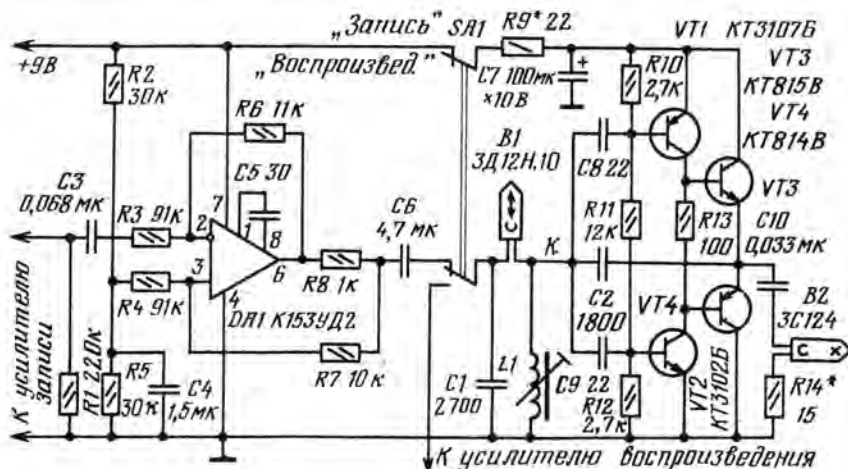 „Запись" SA1
R9* 22
VT1 КТ3107Б
+9В
„Воспроизвед."
C7 100мк
×10В
R10
2,7к
VT3
КТ815В
R2
30к
R6 11к
B1
3Д12Н.10
VT4
КТ814В
C3
0,068 мк
C5 30
C8 22
VT3
R3 91к
7
2
1
8
C6
4,7 мк
R11
12к
R13
100
C10
0,033 мк
К
3
6
R8 1к
R4 91к
4
DA1 К153УД2
C2
1800
VT4
B2
3С124
К усилителю
записи
R1 2,0к
R5
30к
C4
1,5мк
R7 10к
C1
2700
L1
C9 22
R12
2,7к
VT2
КТ3102Б
R14*
15
К усилителю воспроизведения